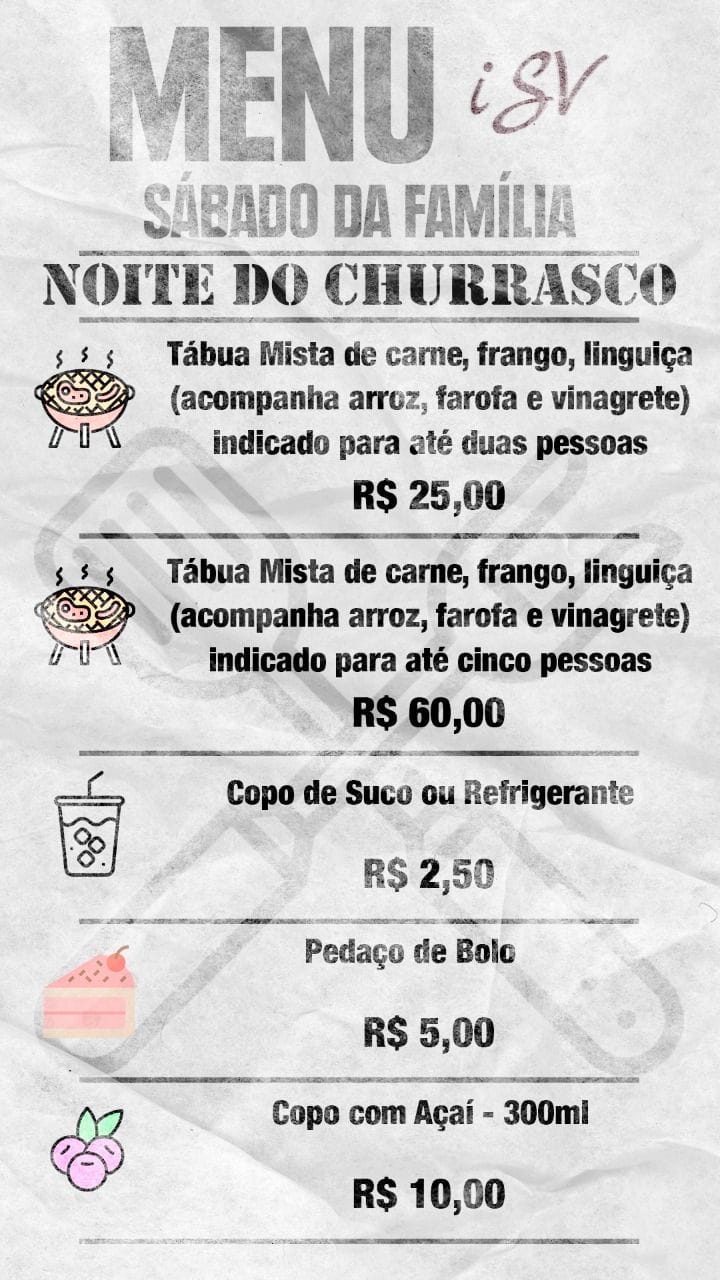 MENU iSV
SÁBADO DA FAMÍLIA
NOITE DO CHURRASCO
Tábua Mista de carne, frango, linguiça
(acompanha arroz, farofa e vinagrete)
indicado para até duas pessoas
R$ 25,00
Tábua Mista de carne, frango, linguiça
(acompanha arroz, farofa e vinagrete)
indicado para até cinco pessoas
R$ 60,00
Copo de Suco ou Refrigerante
R$ 2,50
Pedaço de Bolo
R$ 5,00
Copo com Açaí - 300ml
R$ 10,00